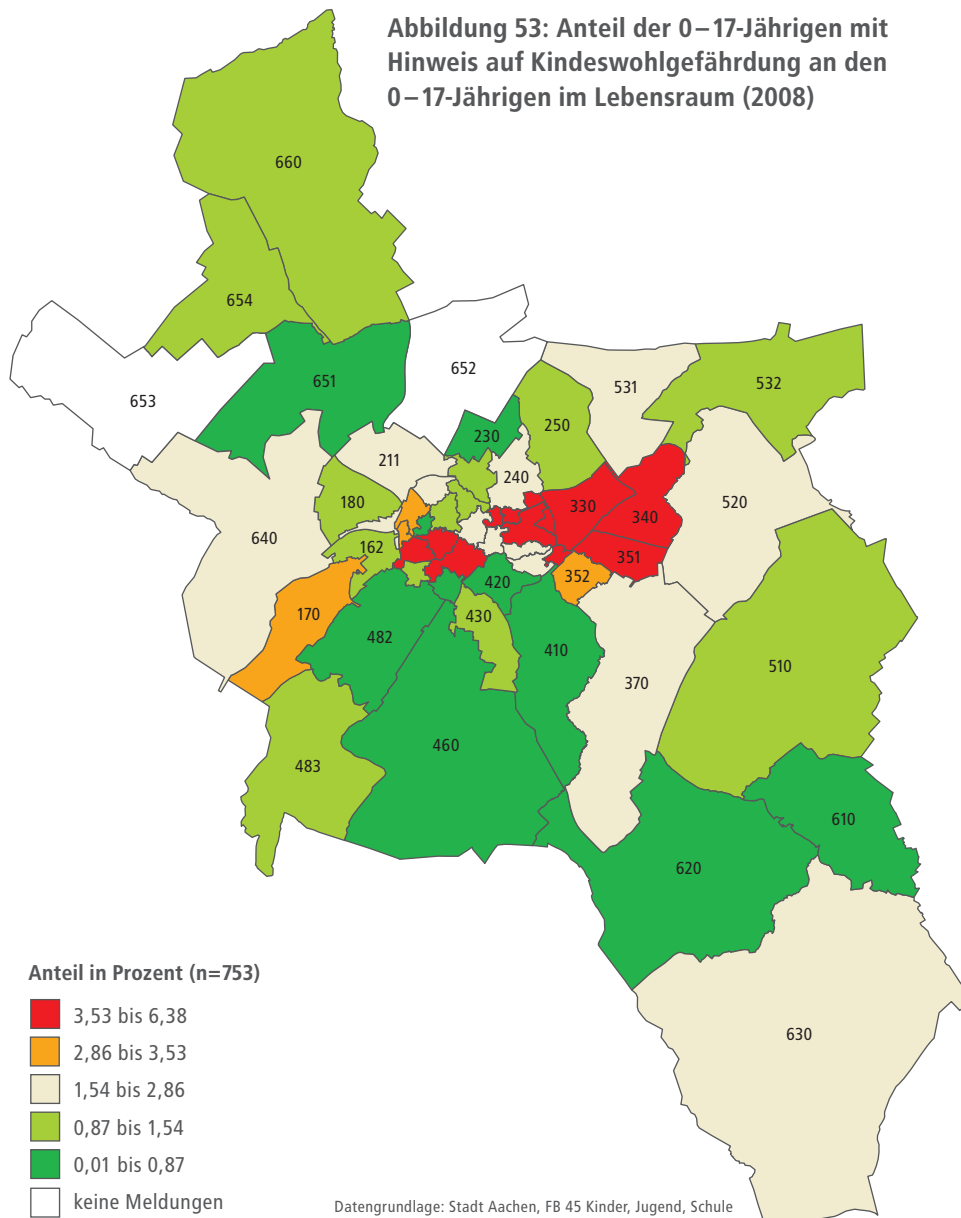 Abbildung 53: Anteil der 0–17-Jährigen mit
Hinweis auf Kindeswohlgefährdung an den
0–17-Jährigen im Lebensraum (2008)
660
654
653
651
652
531
532
230
250
211
240
180
330
340
520
640
162
351
352
420
170
430
482
410
510
370
460
483
610
620
630
Anteil in Prozent (n=753)
3,53 bis 6,38
2,86 bis 3,53
1,54 bis 2,86
0,87 bis 1,54
0,01 bis 0,87
keine Meldungen
Datengrundlage: Stadt Aachen, FB 45 Kinder, Jugend, Schule